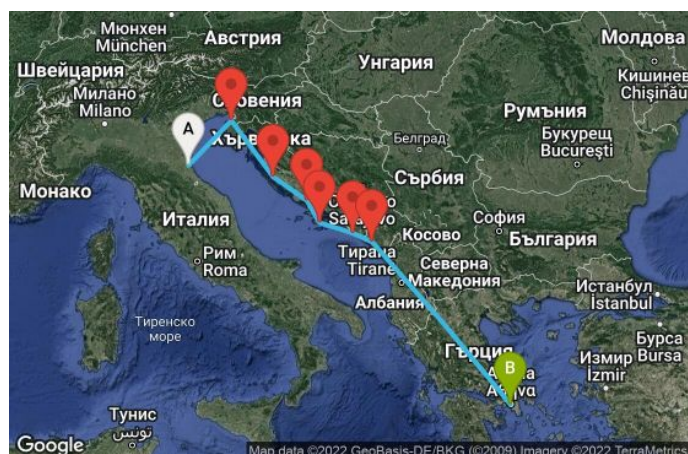 Мюнхен
München
Австрия
Молдова
Унгария
Кишинев
Chișinău
Швейцария
Милано
Milano
Словения
Румъния
A
Хърватска
Белград
Букурещ
București
Сърбия
Монако
Италия
София
Косово
България
Рим
Roma
Тирана
Tirane
Северна
Македония
Истанбул
İstanbul
Албания
Тиренско
море
Бурса
Bursa
Гърция
Измир
İzmir
B
Тунис
تونس
Google
Map data ©2022 GeoBasis-DE/BKG (©2009) Imagery ©2022 TerraMetrics